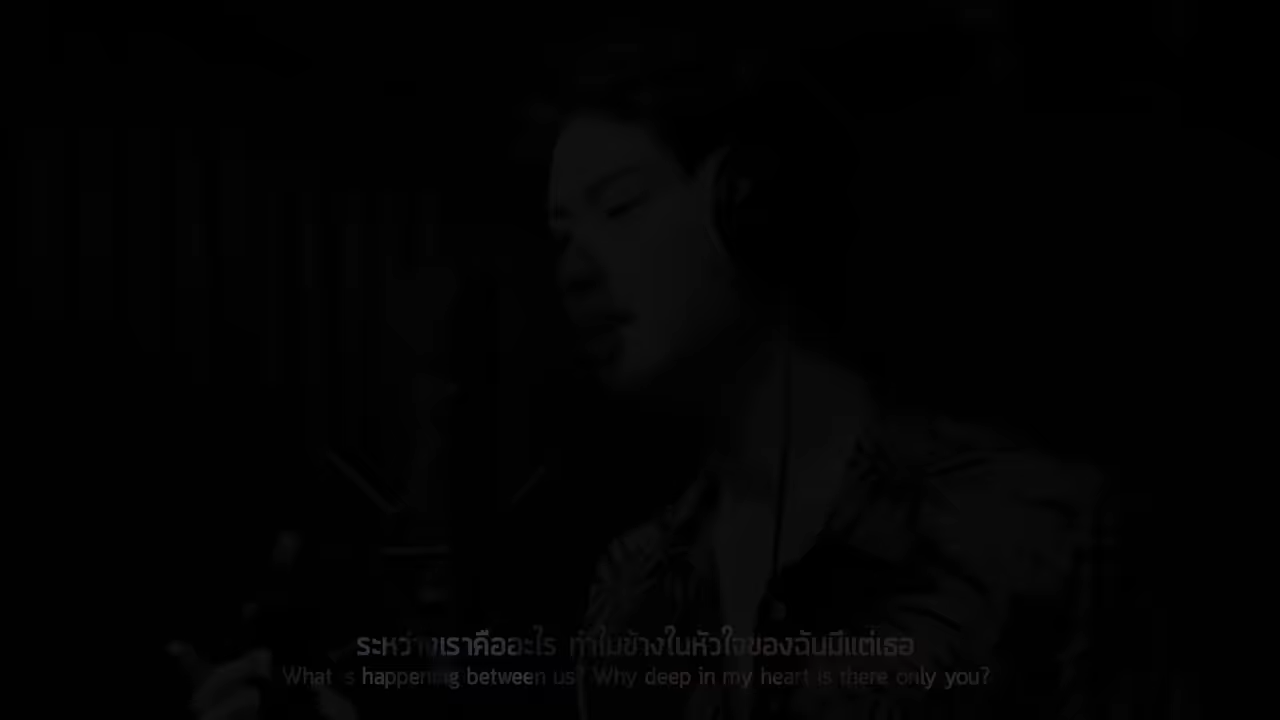 ระหว่างเราคืออะไร ทำไมข้างในหัวใจของฉันมีแต่เธอ
What is happening between us? Why deep in my heart is there only you?